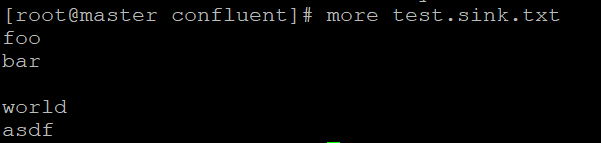 [root@master confluent]# more test.sink.txt
foo
bar

world
asdf